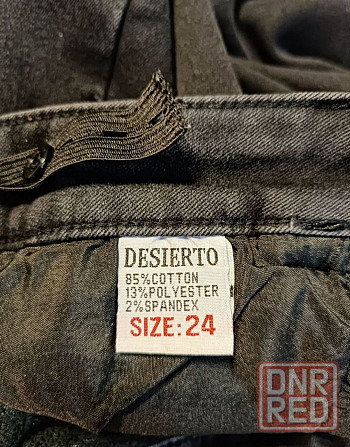 DESIERTO
85%COTTON
13%POLYESTER
2%SPANDEX
SIZE:24
DNR
RED